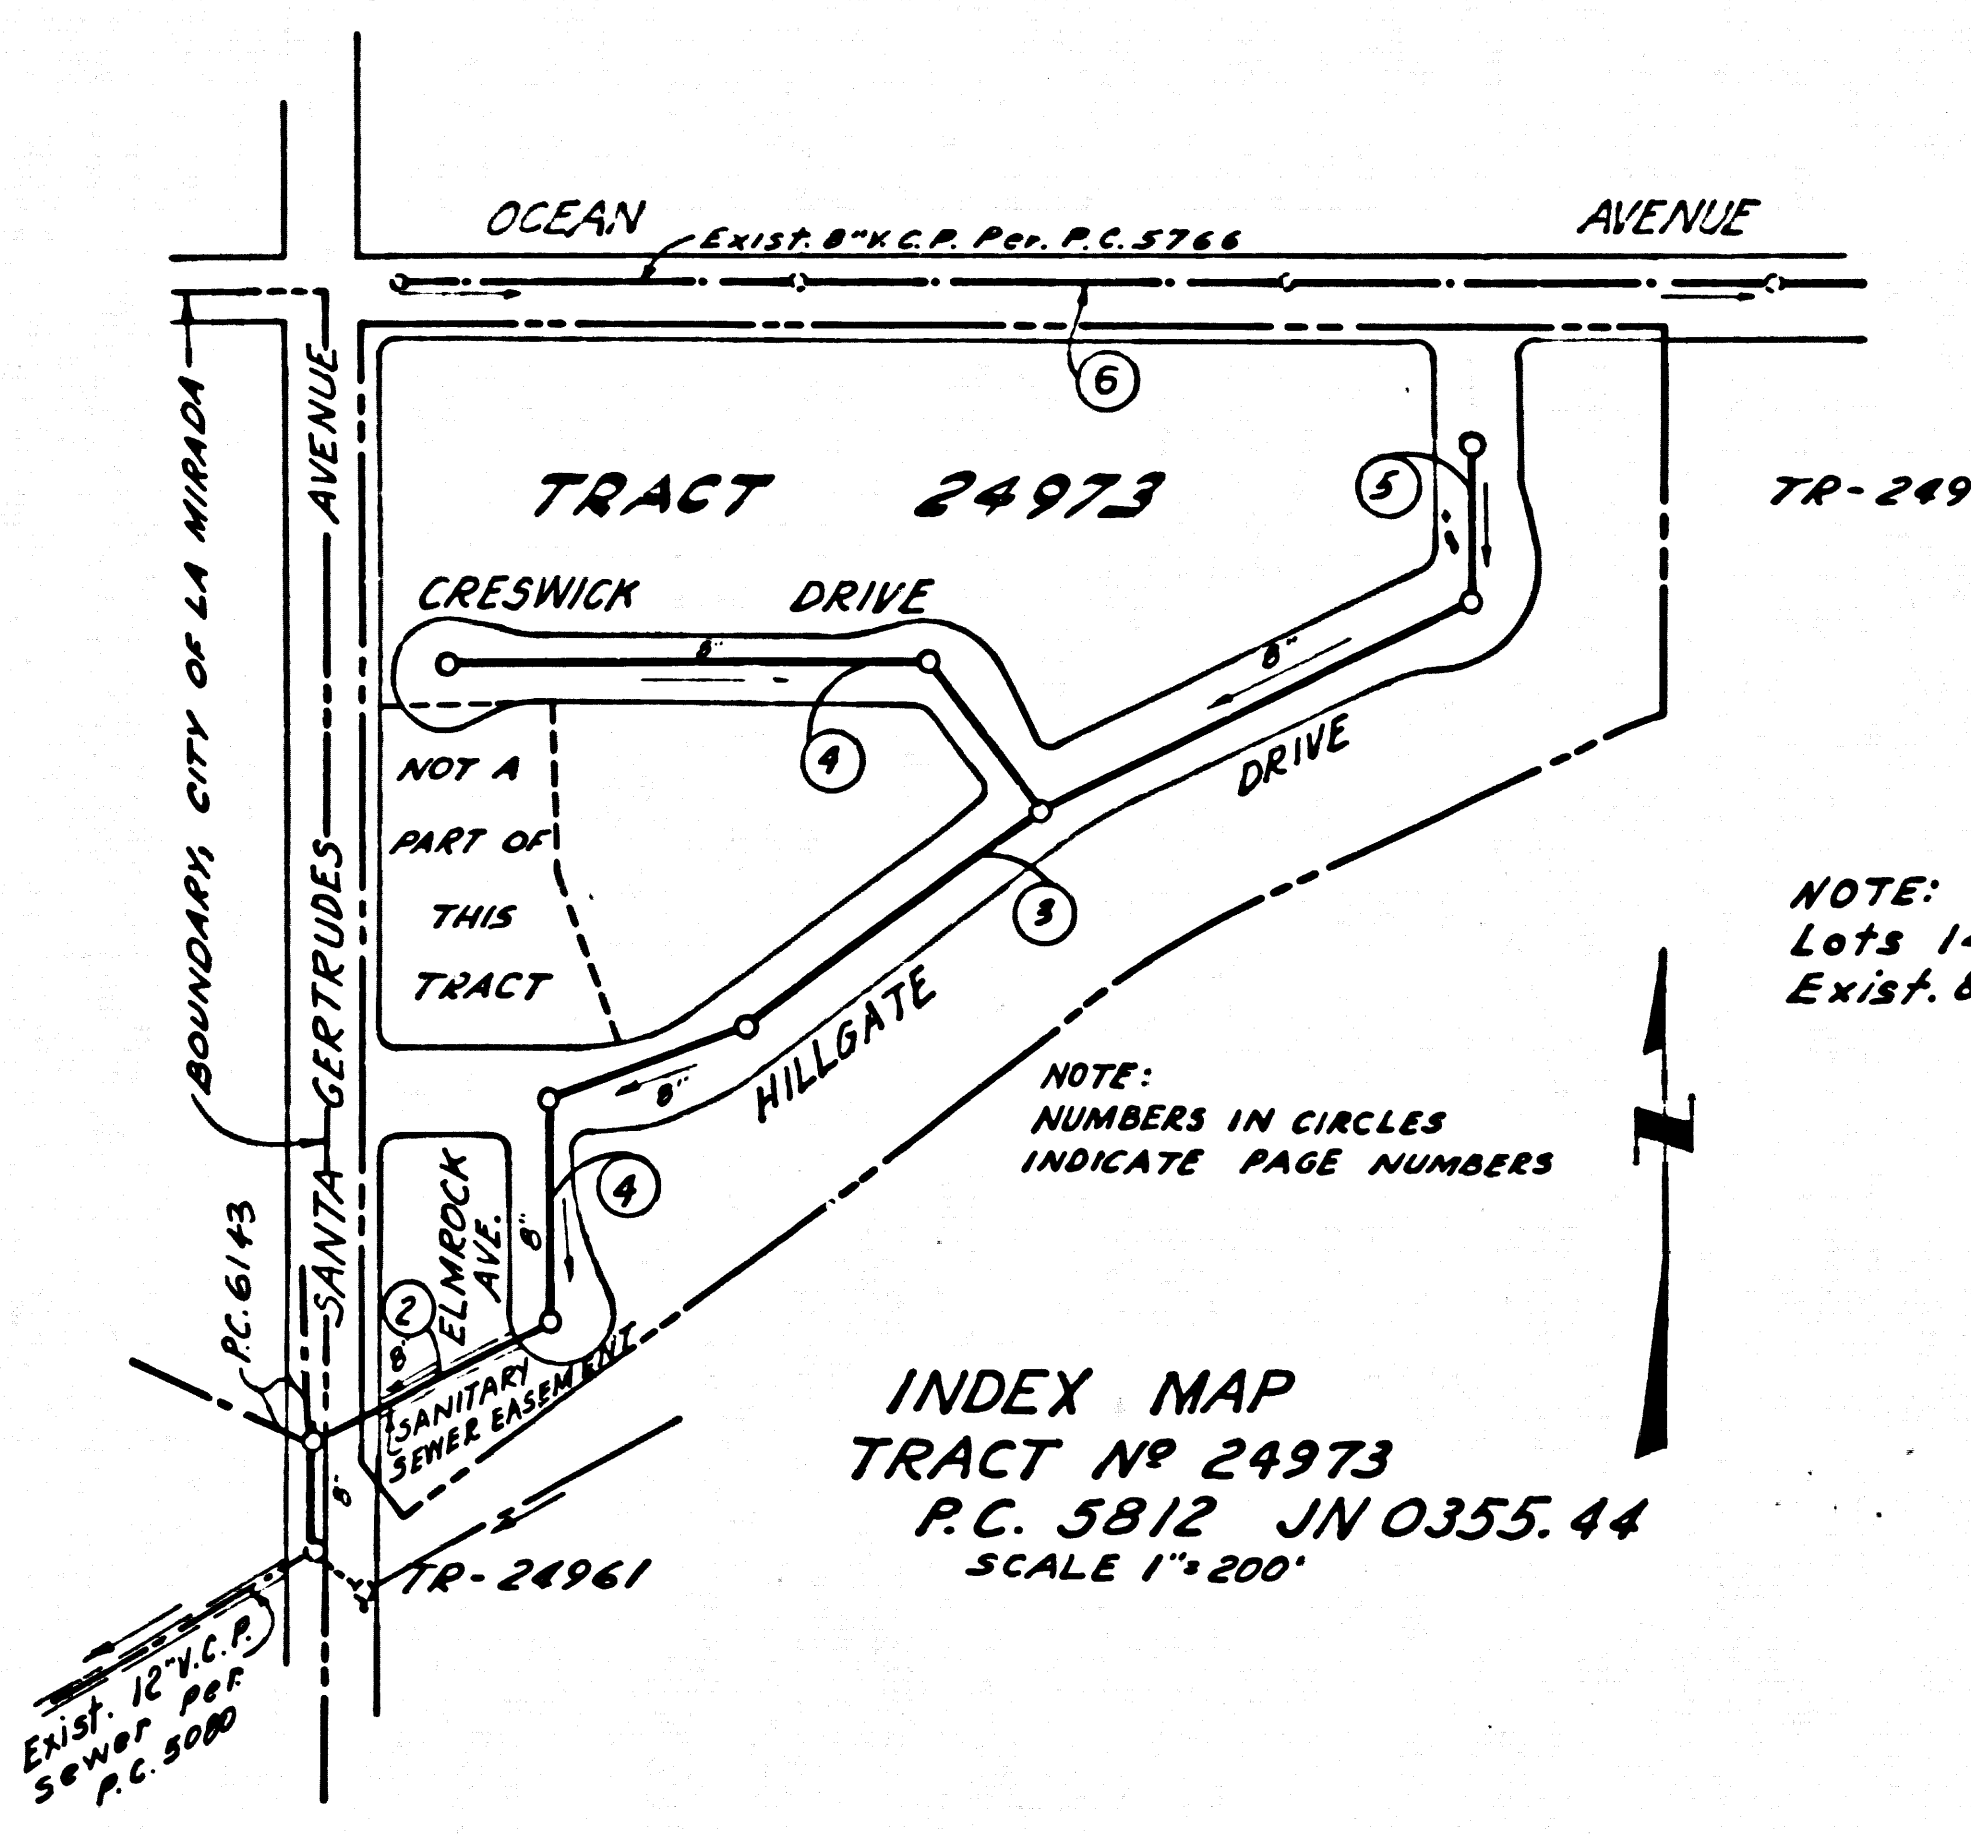 OCEAN
AVENUE
Exist. 8" V.C.P. Per. P.C. 5766
6
BOUNDARY, CITY OF LA MIRADA
SANTA GERTRUDES AVENUE
TRACT 24973
5
TR-249
CRESWICK DRIVE
8"
8"
4
DRIVE
NOT A
PART OF
THIS
TRACT
3
NOTE:
Lots 14
Exist. 8
HILLGATE
8"
NOTE:
NUMBERS IN CIRCLES
INDICATE PAGE NUMBERS
Z
4
8"
ELMROCK
AVE.
P.C. 6143
2
8"
SANITARY
SEWER EASEMENT
8"
INDEX MAP
TRACT Nº 24973
P.C. 5812 JN 0355.44
SCALE 1"=200'
TR-24961
Exist. 12" V.C.P.
Sewer Per.
P.C. 5080